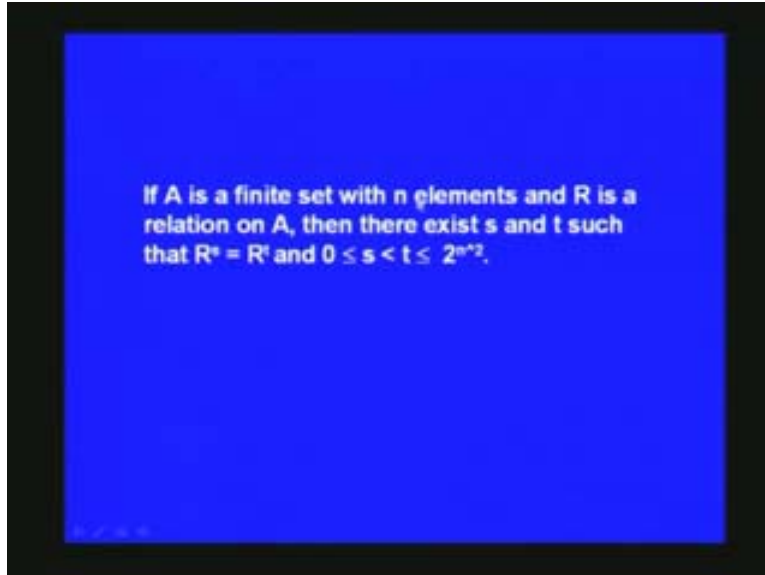 If A is a finite set with n elements and R is a
relation on A, then there exist s and t such
that Rˢ = Rᵗ and 0 ≤ s < t ≤ 2ⁿ^².